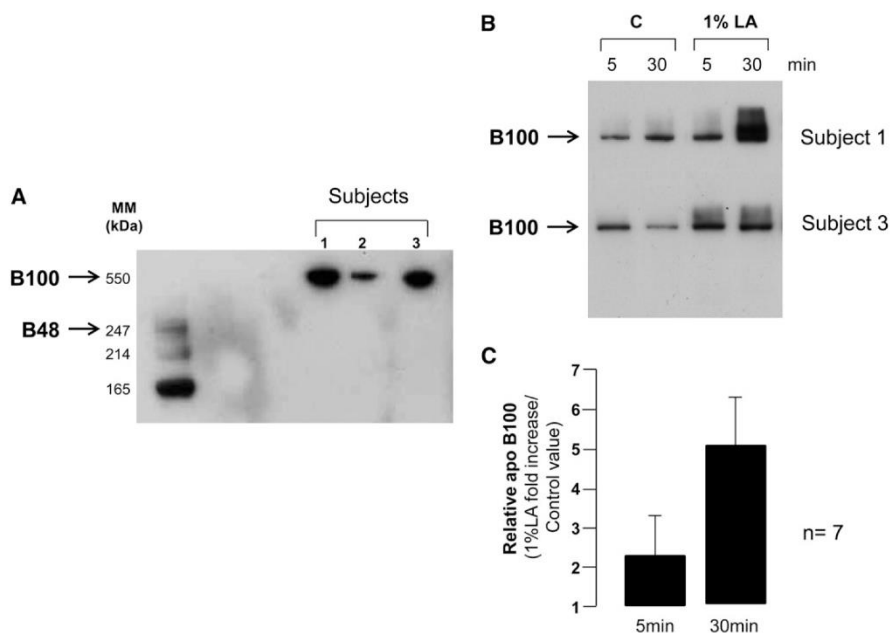 A
MM
(kDa)
Subjects
1 2 3
B100 → 550
B48 → 247
214
165
B
C 1% LA
5 30 5 30 min
B100 → Subject 1
B100 → Subject 3
C
Relative apo B100
(1%LA fold increase/
Control value)
7
6
5
4
3
2
1
n= 7
5min 30min